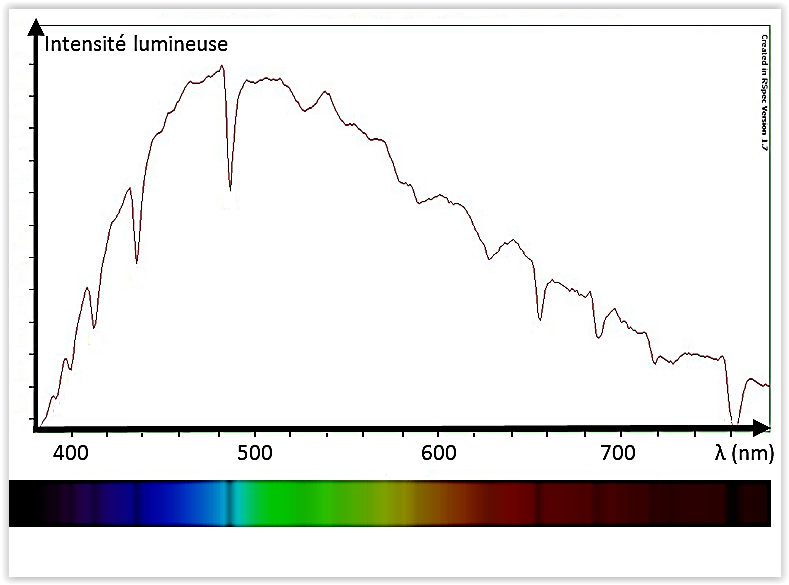 Intensité lumineuse
Created in RSpec Version 1.7
400 500 600 700 λ (nm)